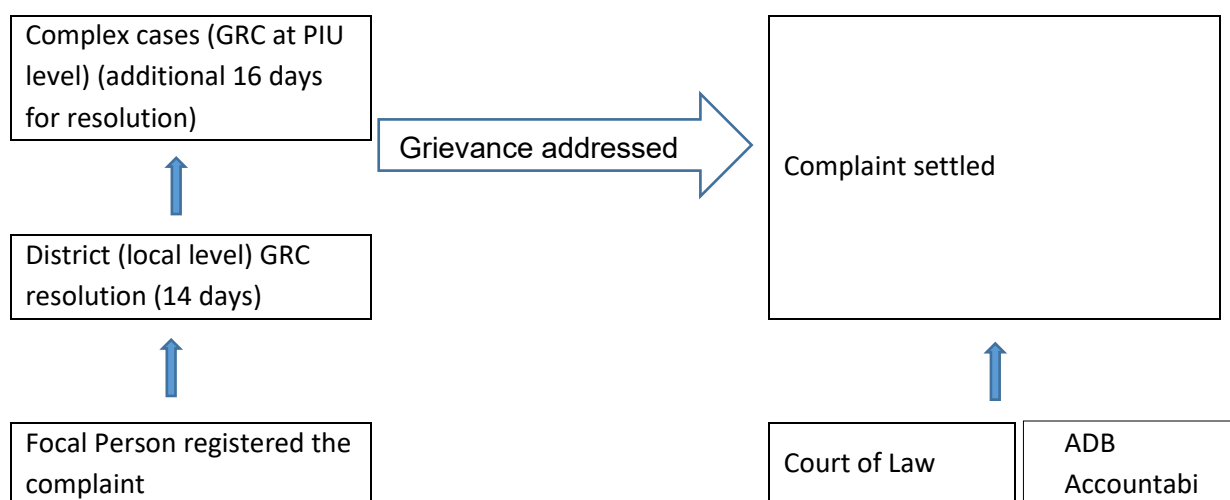 Complex cases (GRC at PIU
level) (additional 16 days
for resolution)
Grievance addressed
Complaint settled
District (local level) GRC
resolution (14 days)
Focal Person registered the
complaint
Court of Law
ADB
Accountabi